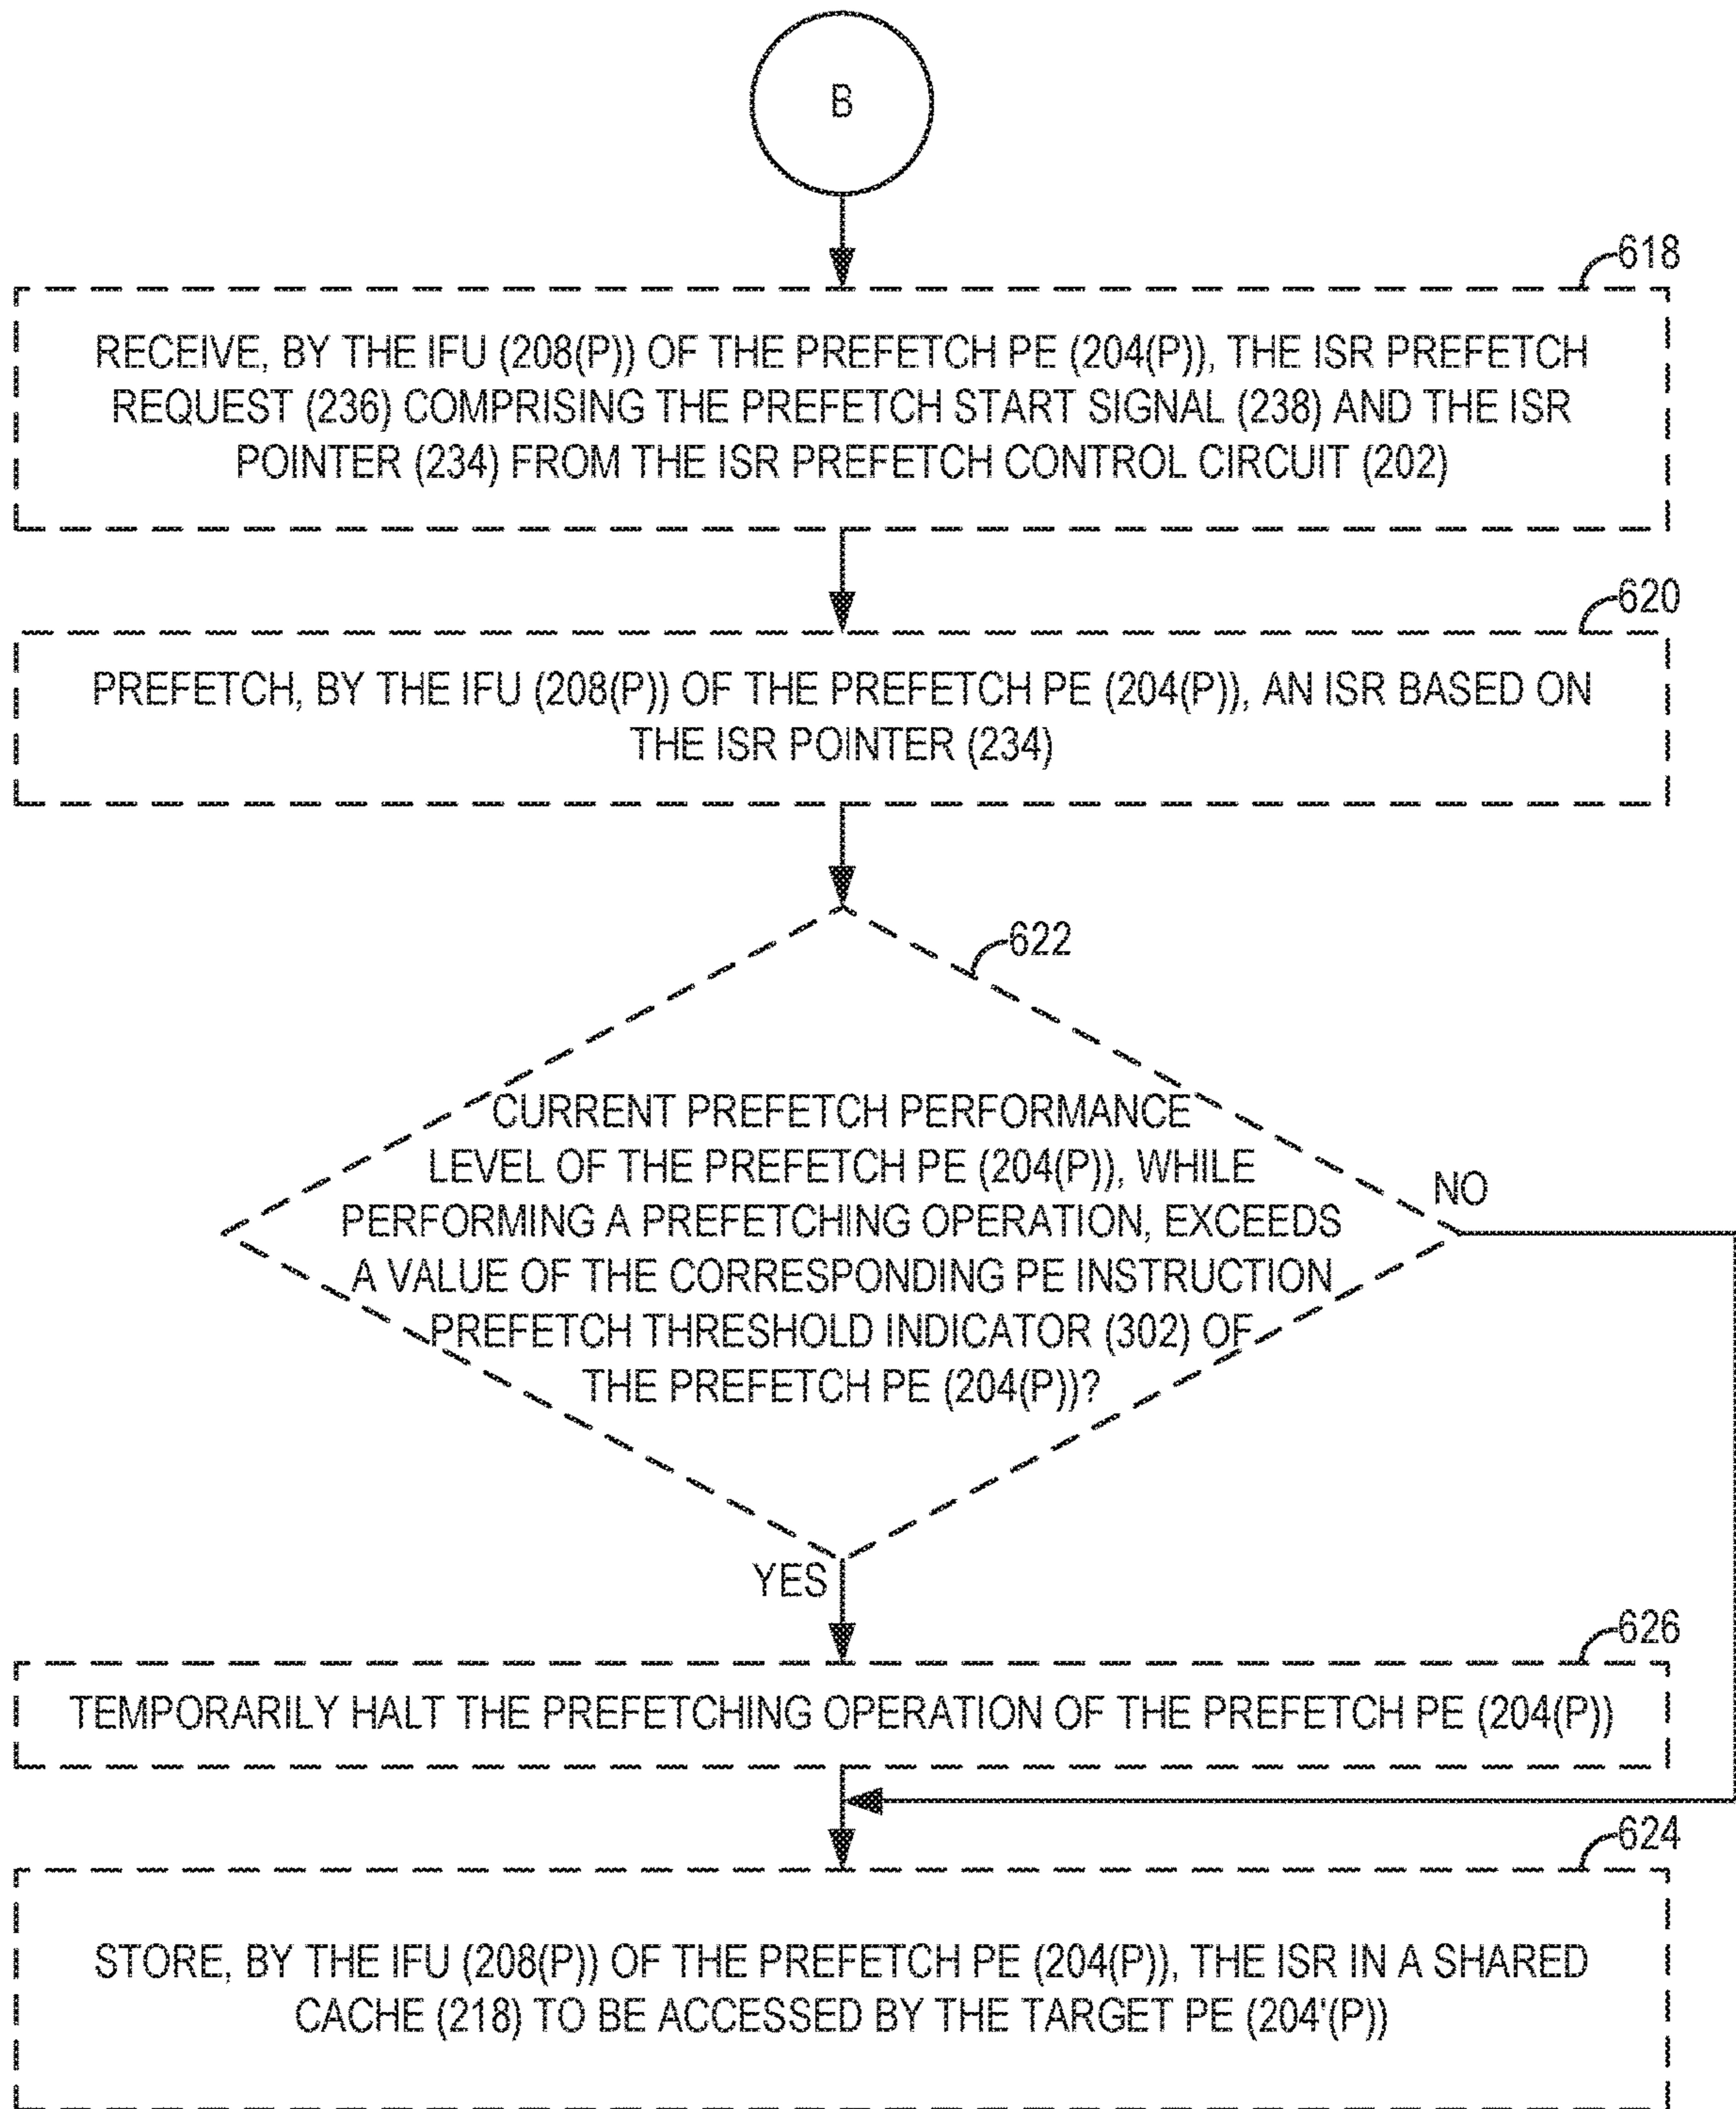 B
618
RECEIVE, BY THE IFU (208(P)) OF THE PREFETCH PE (204(P)), THE ISR PREFETCH
REQUEST (236) COMPRISING THE PREFETCH START SIGNAL (238) AND THE ISR
POINTER (234) FROM THE ISR PREFETCH CONTROL CIRCUIT (202)
620
PREFETCH, BY THE IFU (208(P)) OF THE PREFETCH PE (204(P)), AN ISR BASED ON
THE ISR POINTER (234)
622
CURRENT PREFETCH PERFORMANCE
LEVEL OF THE PREFETCH PE (204(P)), WHILE
PERFORMING A PREFETCHING OPERATION, EXCEEDS
A VALUE OF THE CORRESPONDING PE INSTRUCTION
PREFETCH THRESHOLD INDICATOR (302) OF
THE PREFETCH PE (204(P))?
NO
YES
626
TEMPORARILY HALT THE PREFETCHING OPERATION OF THE PREFETCH PE (204(P))
624
STORE, BY THE IFU (208(P)) OF THE PREFETCH PE (204(P)), THE ISR IN A SHARED
CACHE (218) TO BE ACCESSED BY THE TARGET PE (204'(P))